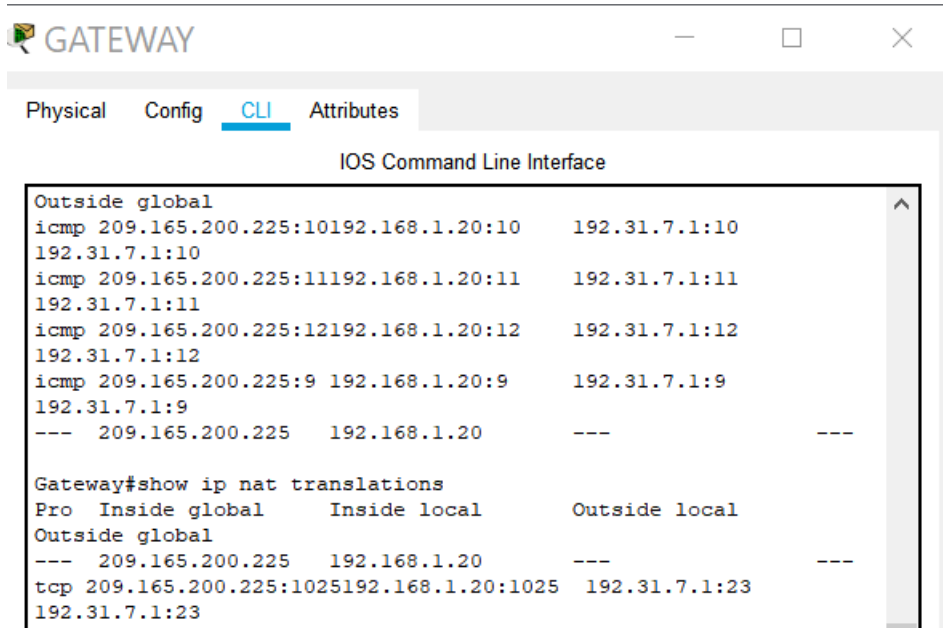 GATEWAY
Physical Config CLI Attributes
IOS Command Line Interface
Outside global
icmp 209.165.200.225:10192.168.1.20:10 192.31.7.1:10
192.31.7.1:10
icmp 209.165.200.225:11192.168.1.20:11 192.31.7.1:11
192.31.7.1:11
icmp 209.165.200.225:12192.168.1.20:12 192.31.7.1:12
192.31.7.1:12
icmp 209.165.200.225:9 192.168.1.20:9 192.31.7.1:9
192.31.7.1:9
--- 209.165.200.225 192.168.1.20 --- ---
Gateway#show ip nat translations
Pro Inside global Inside local Outside local
Outside global
--- 209.165.200.225 192.168.1.20 --- ---
tcp 209.165.200.225:1025192.168.1.20:1025 192.31.7.1:23
192.31.7.1:23